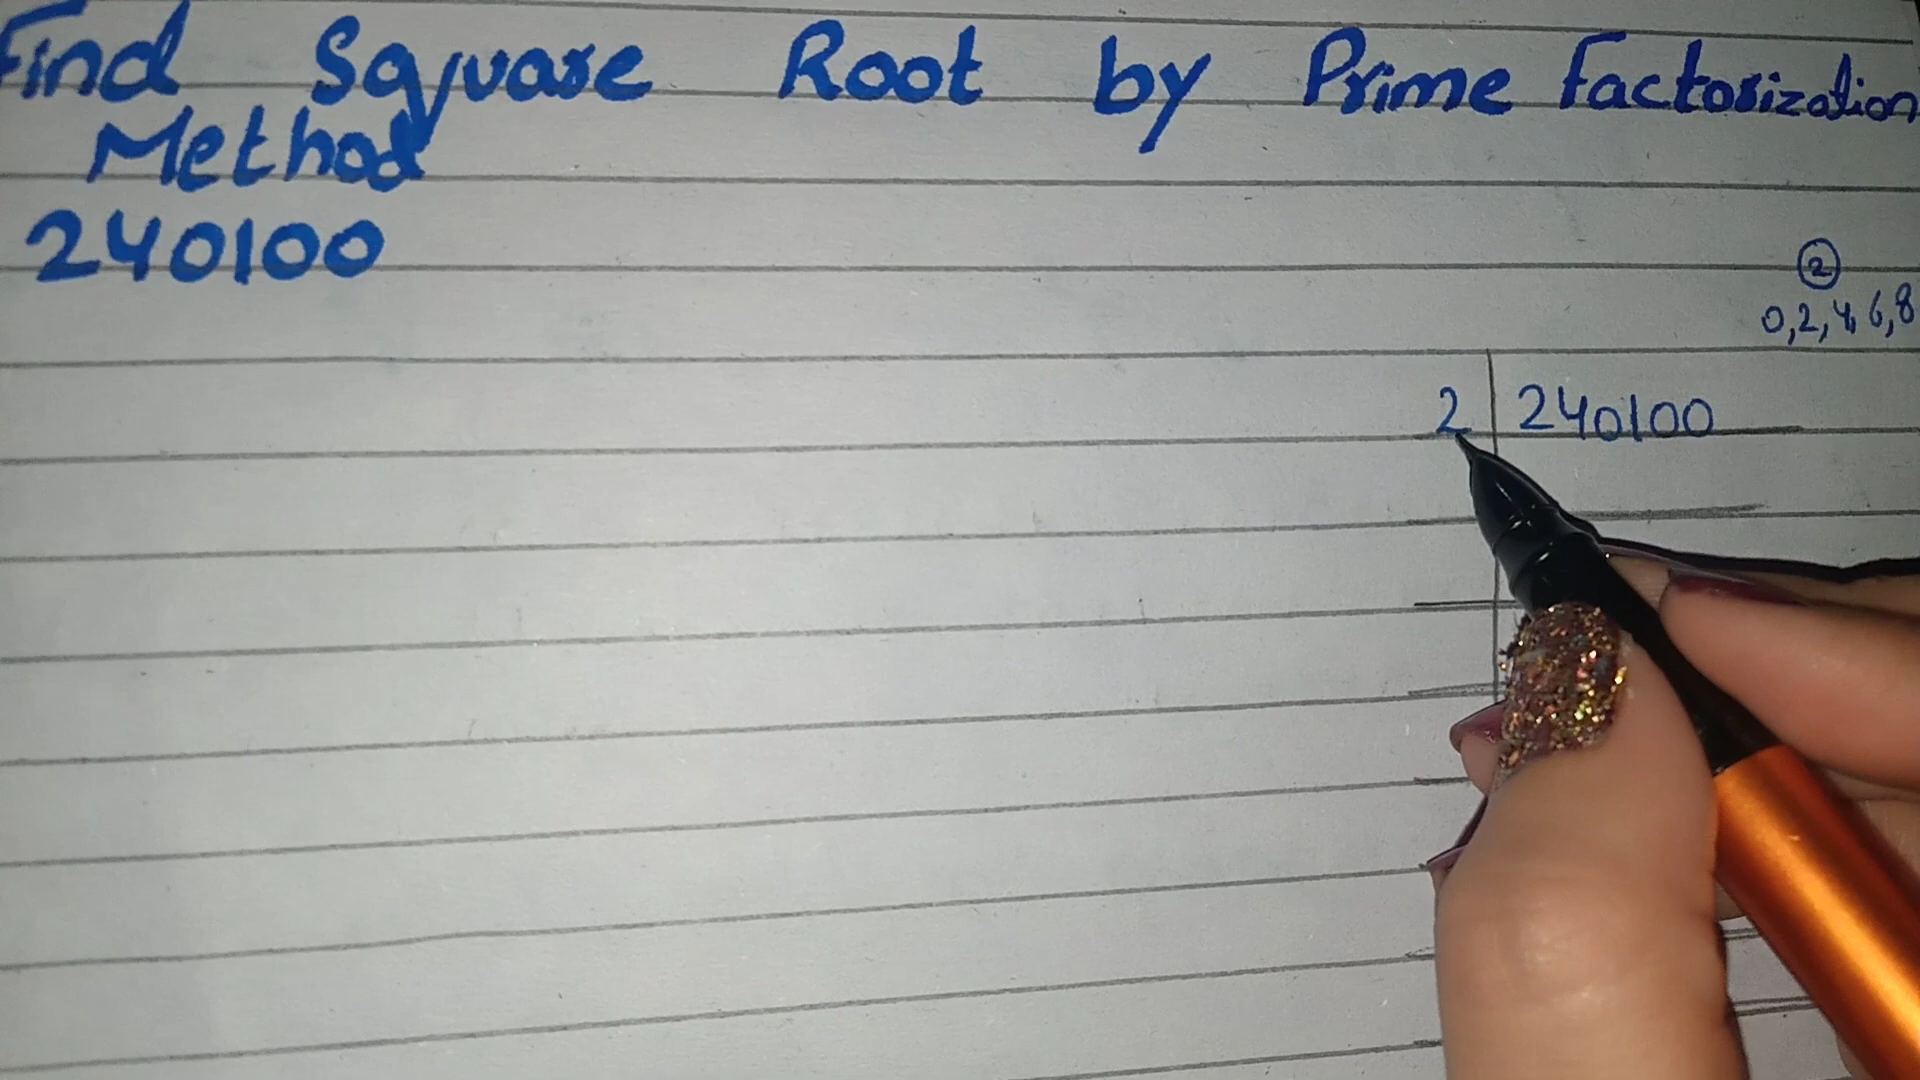 Find Square Root by Prime Factorization
Method
240100
2
0,2,4,6,8
2 240100